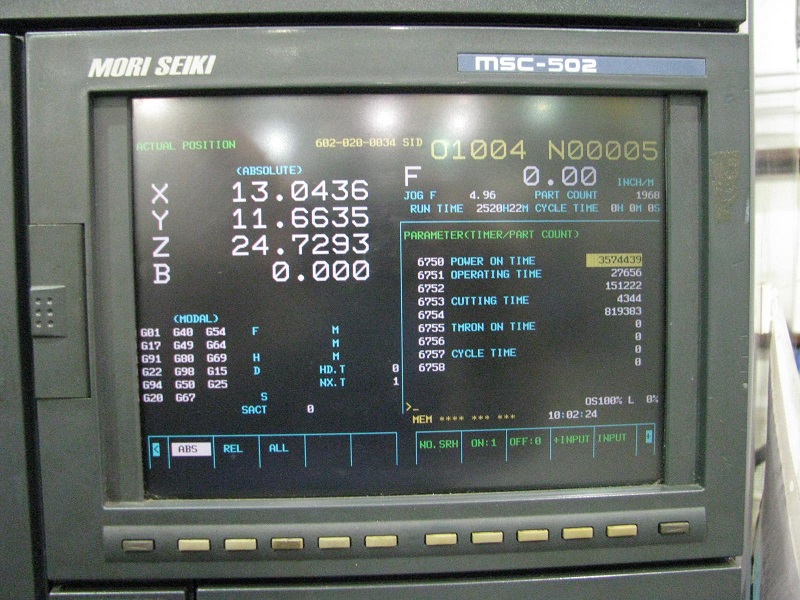 MORI SEIKI
MSC-502
ACTUAL POSITION
602-020-0034 SID
O1004 N00005
(ABSOLUTE)
F 0.00 INCH/M
X 13.0436
Y 11.6635
Z 24.7293
B 0.000
JOG F 4.96 PART COUNT 1968
RUN TIME 2520H22M CYCLE TIME 0H 0M 0S
PARAMETER(TIMER/PART COUNT)
6750 POWER ON TIME 3574439
6751 OPERATING TIME 27656
6752 151222
6753 CUTTING TIME 4344
6754 819383
6755 TMRON ON TIME 0
6756 0
6757 CYCLE TIME 0
6758 0
(MODAL)
G01 G40 G54 F M
G17 G49 G64 M
G91 G80 G69 H M
G22 G98 G15 D HD.T 0
G94 G50 G25 NX.T 1
G20 G67 S
SACT 0
>_
OS100% L 0%
MEM **** *** *** 10:02:24
< ABS REL ALL
NO.SRH ON:1 OFF:0 +INPUT INPUT